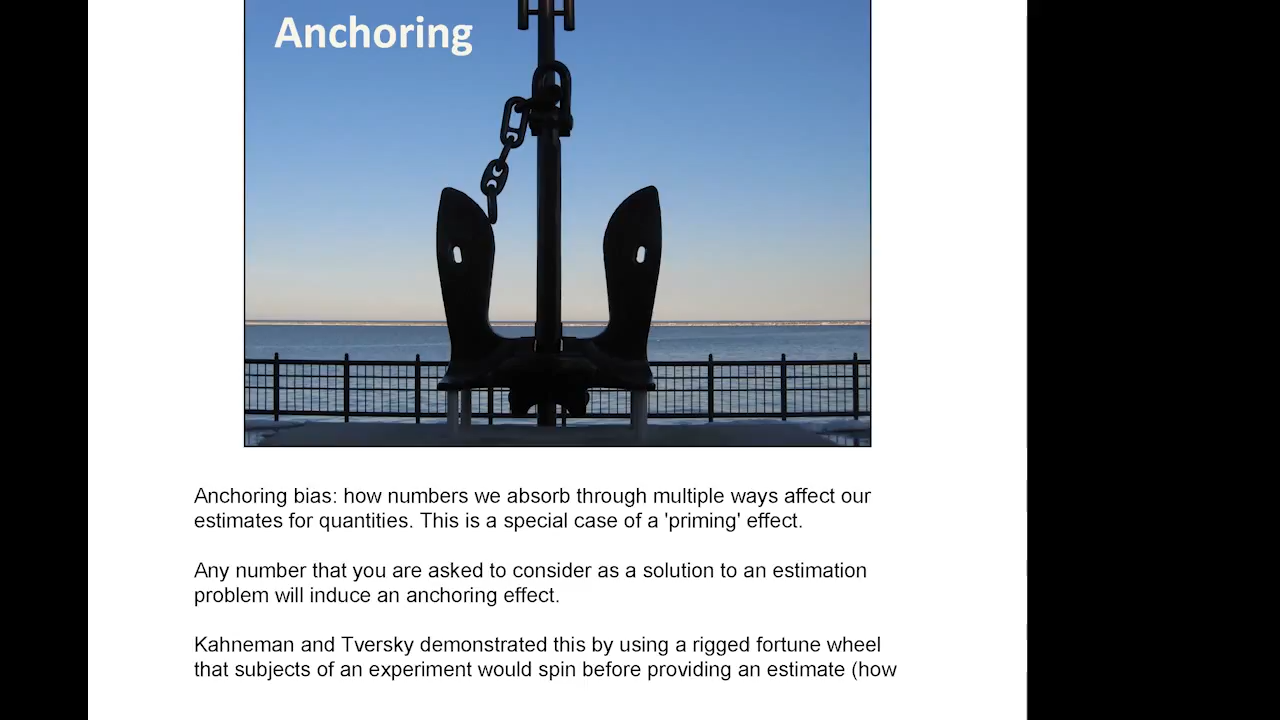 Anchoring
Anchoring bias: how numbers we absorb through multiple ways affect our
estimates for quantities. This is a special case of a 'priming' effect.
Any number that you are asked to consider as a solution to an estimation
problem will induce an anchoring effect.
Kahneman and Tversky demonstrated this by using a rigged fortune wheel
that subjects of an experiment would spin before providing an estimate (how